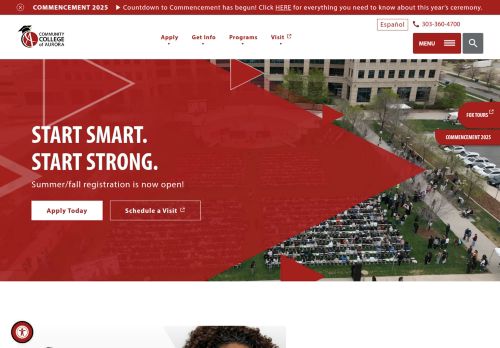 COMMENCEMENT 2025 ▶ Countdown to Commencement has begun! Click HERE for everything you need to know about this year's ceremony.
Español 303-360-4700
COMMUNITY
COLLEGE
of AURORA
Apply Get Info Programs Visit
MENU
FOX TOURS
COMMENCEMENT 2025
START SMART.
START STRONG.
Summer/fall registration is now open!
Apply Today Schedule a Visit